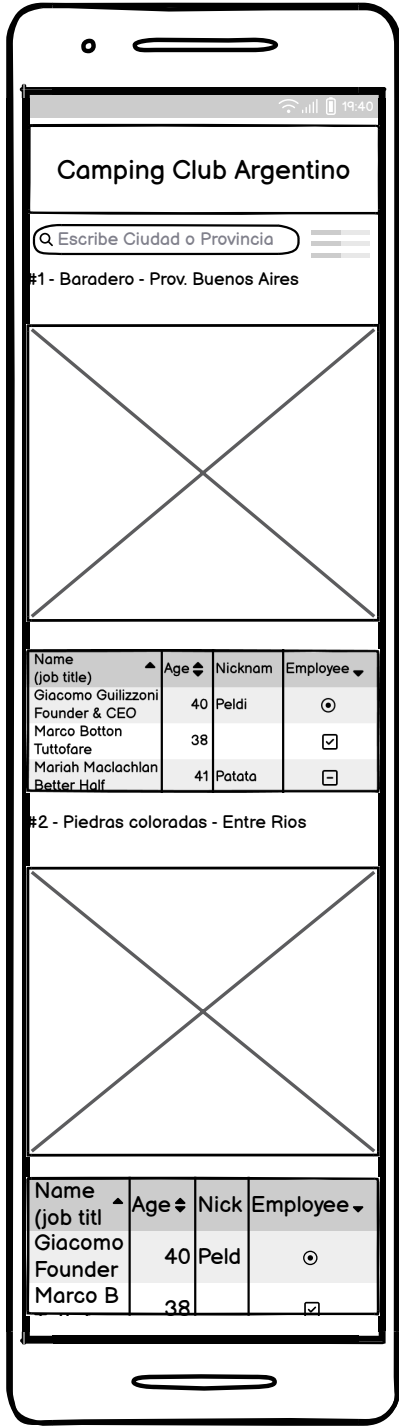 19:40
Camping Club Argentino
Escribe Ciudad o Provincia
#1 - Baradero - Prov. Buenos Aires
Name
(job title)
Age
Nicknam
Employee
Giacomo Guilizzoni
Founder & CEO
40
Peldi
Marco Botton
Tuttofare
38
Mariah Maclachlan
Better Half
41
Patata
#2 - Piedras coloradas - Entre Rios
Name
(job titl
Age
Nick
Employee
Giacomo
Founder
40
Peld
Marco B
38